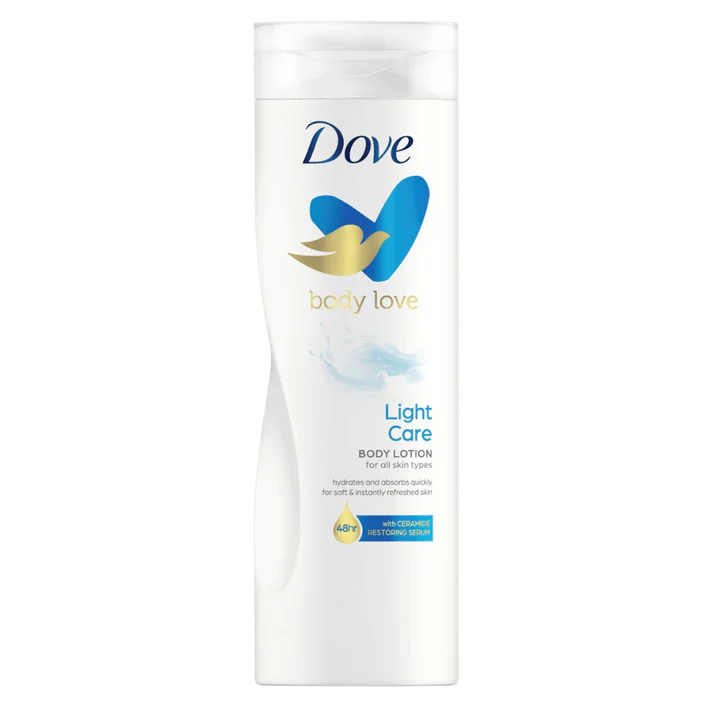 Dove
body love
Light
Care
BODY LOTION
for all skin types
hydrates and absorbs quickly
for soft & instantly refreshed skin
48hr
with CERAMIDE
RESTORING SERUM